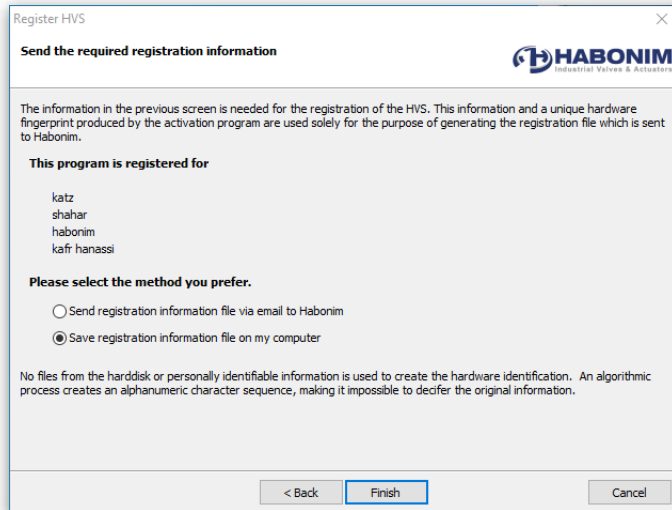 Register HVS
Send the required registration information
HABONIM
Industrial Valves & Actuators
The information in the previous screen is needed for the registration of the HVS. This information and a unique hardware
fingerprint produced by the activation program are used solely for the purpose of generating the registration file which is sent
to Habonim.
This program is registered for
katz
shahar
habonim
kafr hanassi
Please select the method you prefer.
Send registration information file via email to Habonim
Save registration information file on my computer
No files from the harddisk or personally identifiable information is used to create the hardware identification. An algorithmic
process creates an alphanumeric character sequence, making it impossible to decifer the original information.
< Back
Finish
Cancel